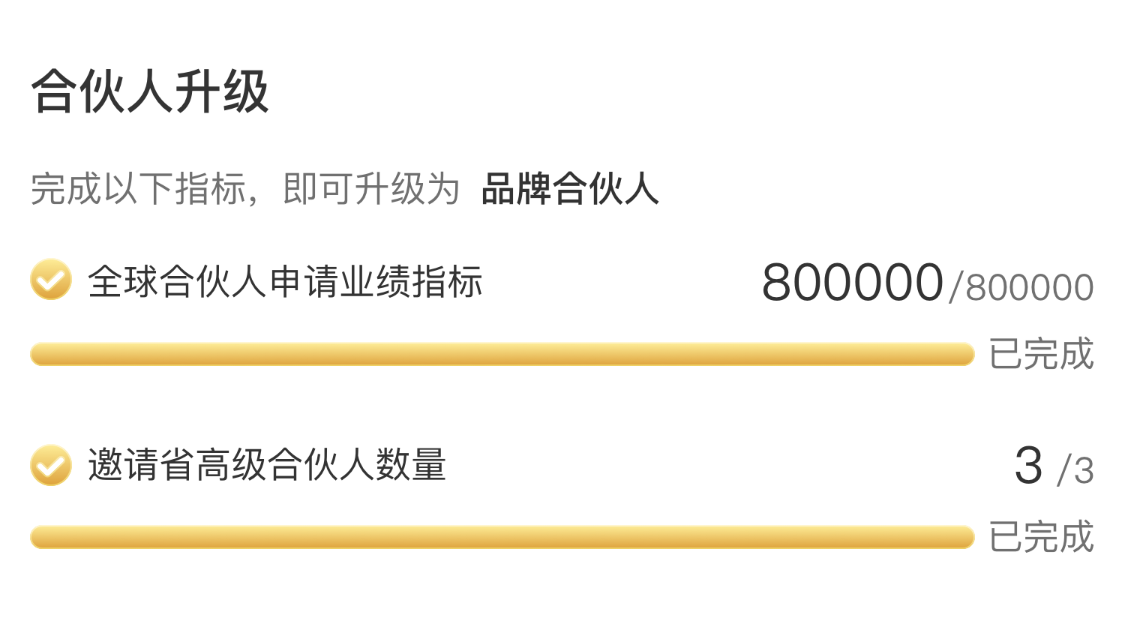 合伙人升级
完成以下指标，即可升级为 品牌合伙人
全球合伙人申请业绩指标 800000/800000
已完成
邀请省高级合伙人数量 3 /3
已完成